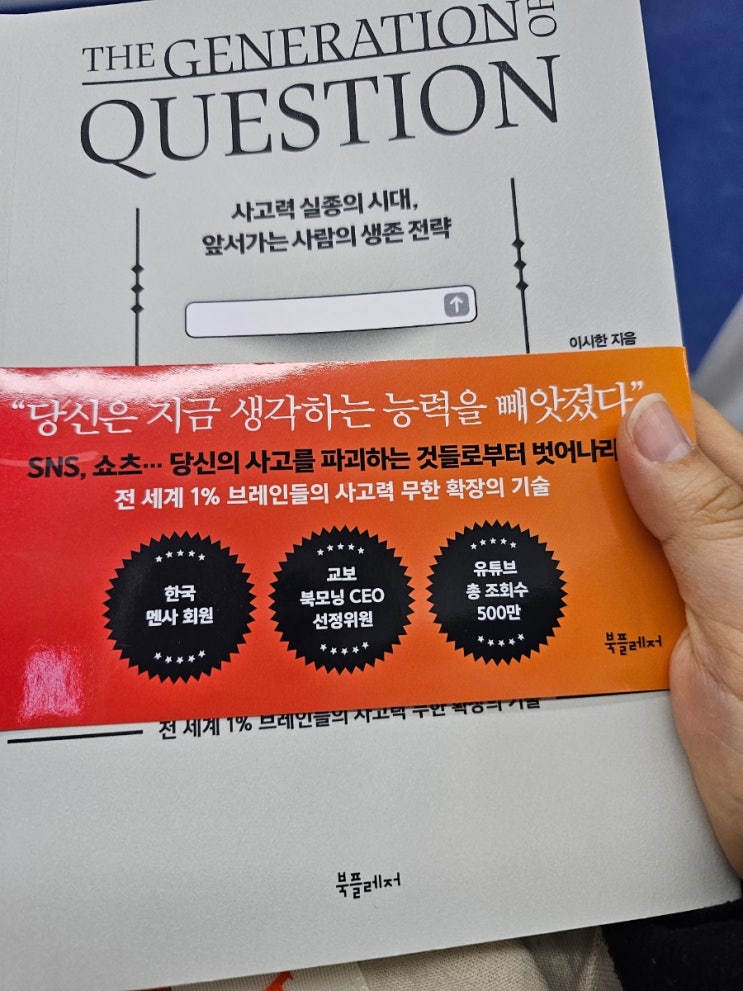 THE GENERATION OF
QUESTION
사고력 실종의 시대,
앞서가는 사람의 생존 전략
이시한 지음
“당신은 지금 생각하는 능력을 빼앗겼다”
SNS, 쇼츠… 당신의 사고를 파괴하는 것들로부터 벗어나라
전 세계 1% 브레인들의 사고력 무한 확장의 기술
한국
멘사 회원
교보
북모닝 CEO
선정위원
유튜브
총 조회수
500만
북플레저
전 세계 1% 브레인들의 사고력 무한 확장의 기술
북플레저